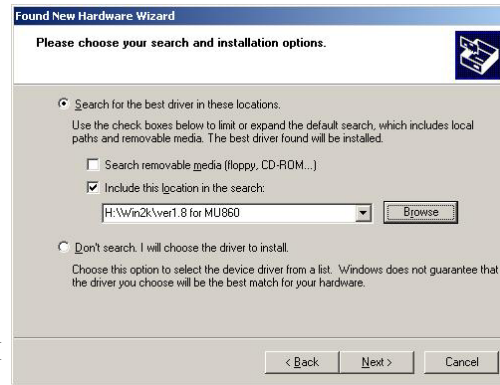 Found New Hardware Wizard
Please choose your search and installation options.
Search for the best driver in these locations.
Use the check boxes below to limit or expand the default search, which includes local
paths and removable media. The best driver found will be installed.
Search removable media (floppy, CD-ROM...)
Include this location in the search:
H:\Win2k\ver1.8 for MU860
Browse
Don't search. I will choose the driver to install.
Choose this option to select the device driver from a list. Windows does not guarantee that
the driver you choose will be the best match for your hardware.
< Back
Next >
Cancel